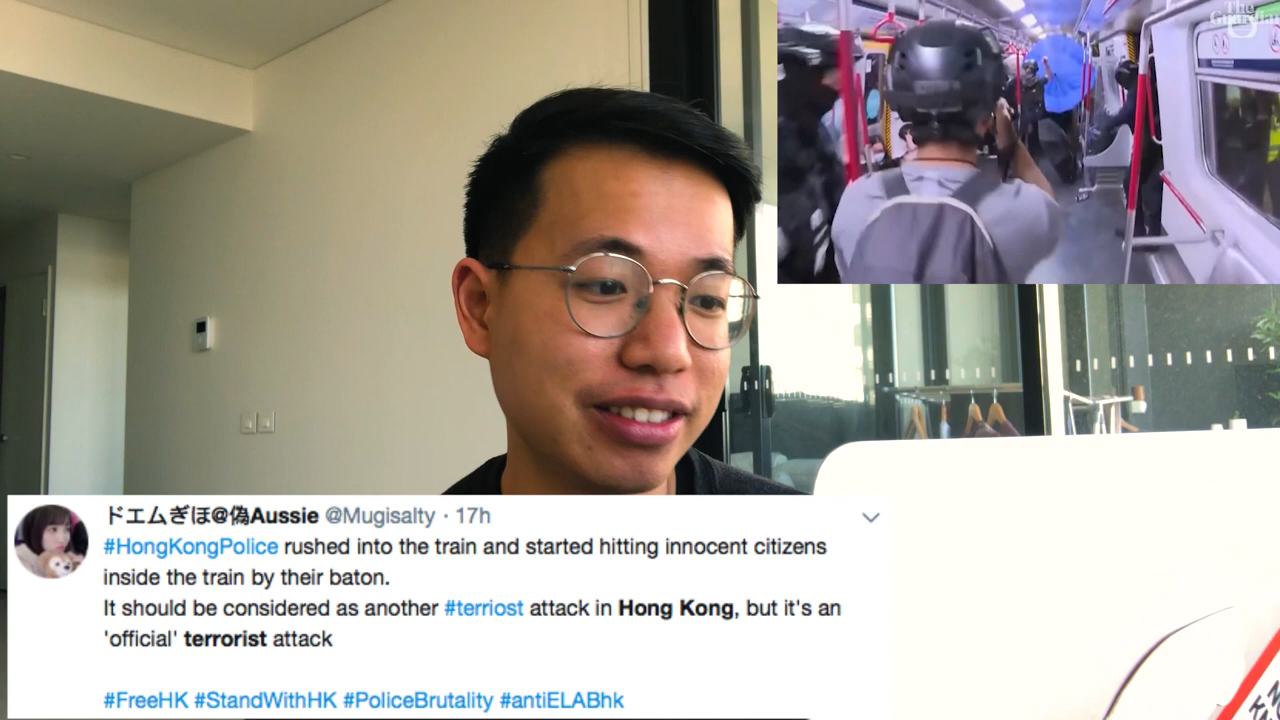 The
Guardian
ドエムぎほ@偽Aussie @Mugisalty · 17h
#HongKongPolice rushed into the train and started hitting innocent citizens
inside the train by their baton.
It should be considered as another #terriost attack in Hong Kong, but it's an
'official' terrorist attack
#FreeHK #StandWithHK #PoliceBrutality #antiELABhk